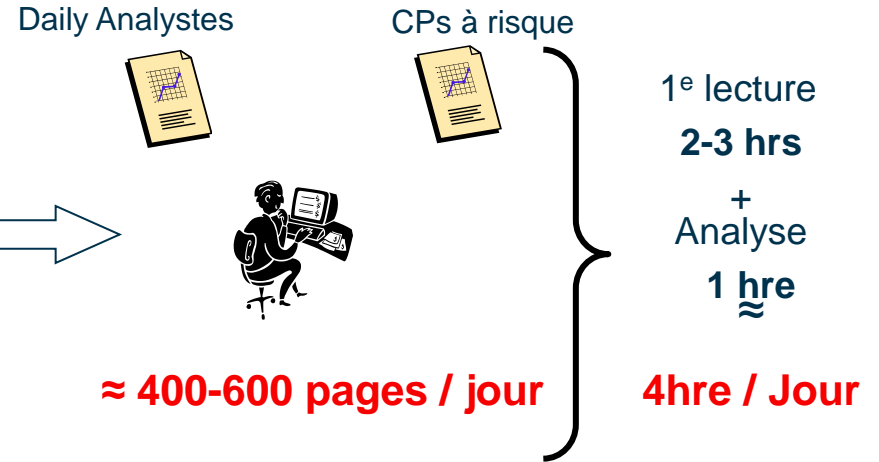 Daily Analystes
CPs à risque
1e lecture
2-3 hrs
+
Analyse
1 hre
≈
≈ 400-600 pages / jour
4hre / Jour